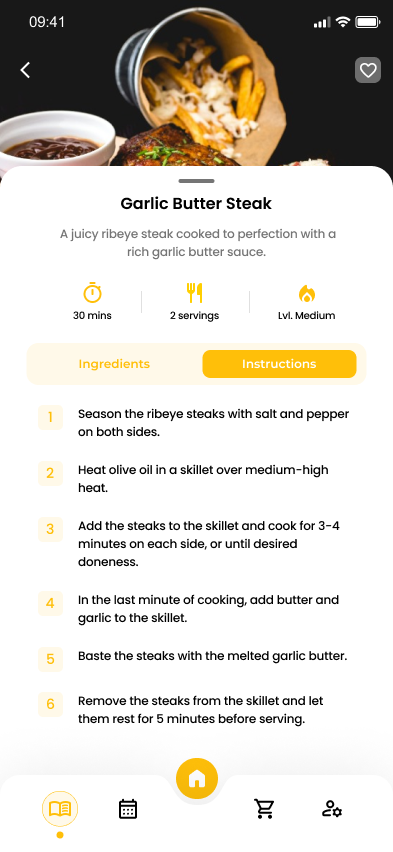 09:41
Garlic Butter Steak
A juicy ribeye steak cooked to perfection with a
rich garlic butter sauce.
30 mins
2 servings
Lvl. Medium
Ingredients
Instructions
1
Season the ribeye steaks with salt and pepper
on both sides.
2
Heat olive oil in a skillet over medium-high
heat.
3
Add the steaks to the skillet and cook for 3-4
minutes on each side, or until desired
doneness.
4
In the last minute of cooking, add butter and
garlic to the skillet.
5
Baste the steaks with the melted garlic butter.
6
Remove the steaks from the skillet and let
them rest for 5 minutes before serving.